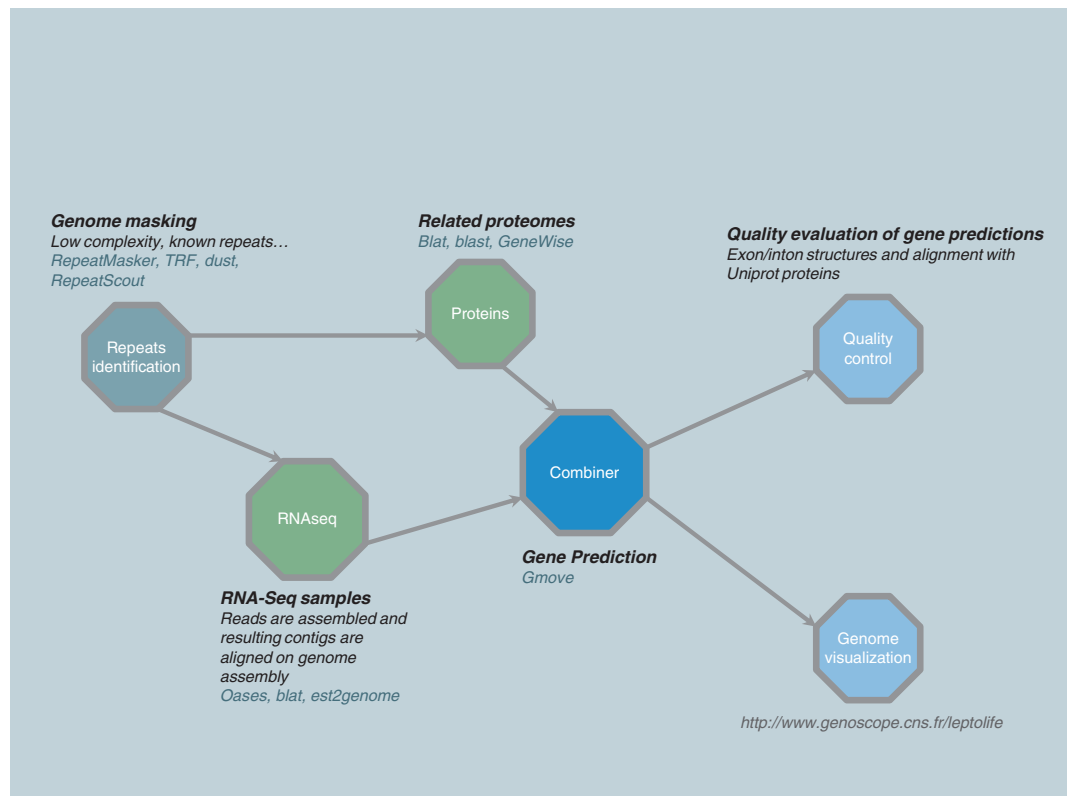 Genome masking
Low complexity, known repeats…
RepeatMasker, TRF, dust,
RepeatScout
Repeats
identification
Related proteomes
Blat, blast, GeneWise
Proteins
Quality evaluation of gene predictions
Exon/inton structures and alignment with
Uniprot proteins
Quality
control
Combiner
Gene Prediction
Gmove
RNAseq
RNA-Seq samples
Reads are assembled and
resulting contigs are
aligned on genome
assembly
Oases, blat, est2genome
Genome
visualization
http://www.genoscope.cns.fr/leptolife